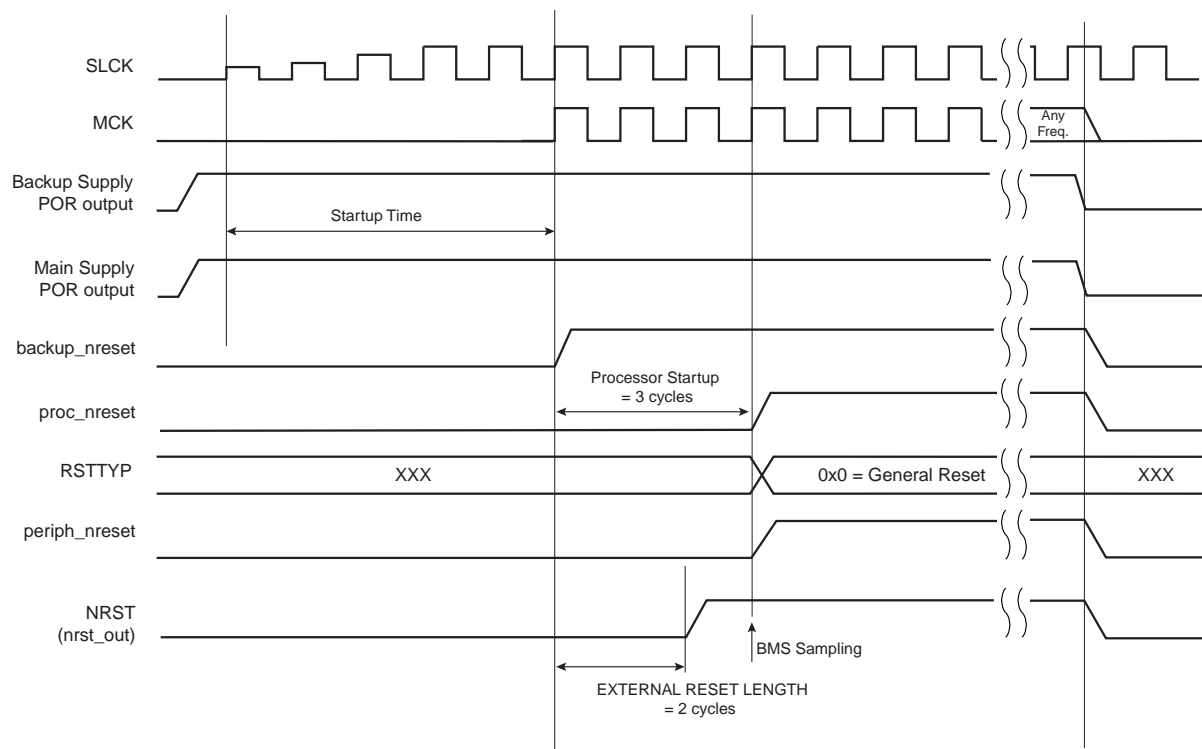 SLCK
MCK
Any
Freq.
Backup Supply
POR output
Startup Time
Main Supply
POR output
backup_nreset
Processor Startup
= 3 cycles
proc_nreset
RSTTYP
XXX
0x0 = General Reset
XXX
periph_nreset
NRST
(nrst_out)
BMS Sampling
EXTERNAL RESET LENGTH
= 2 cycles